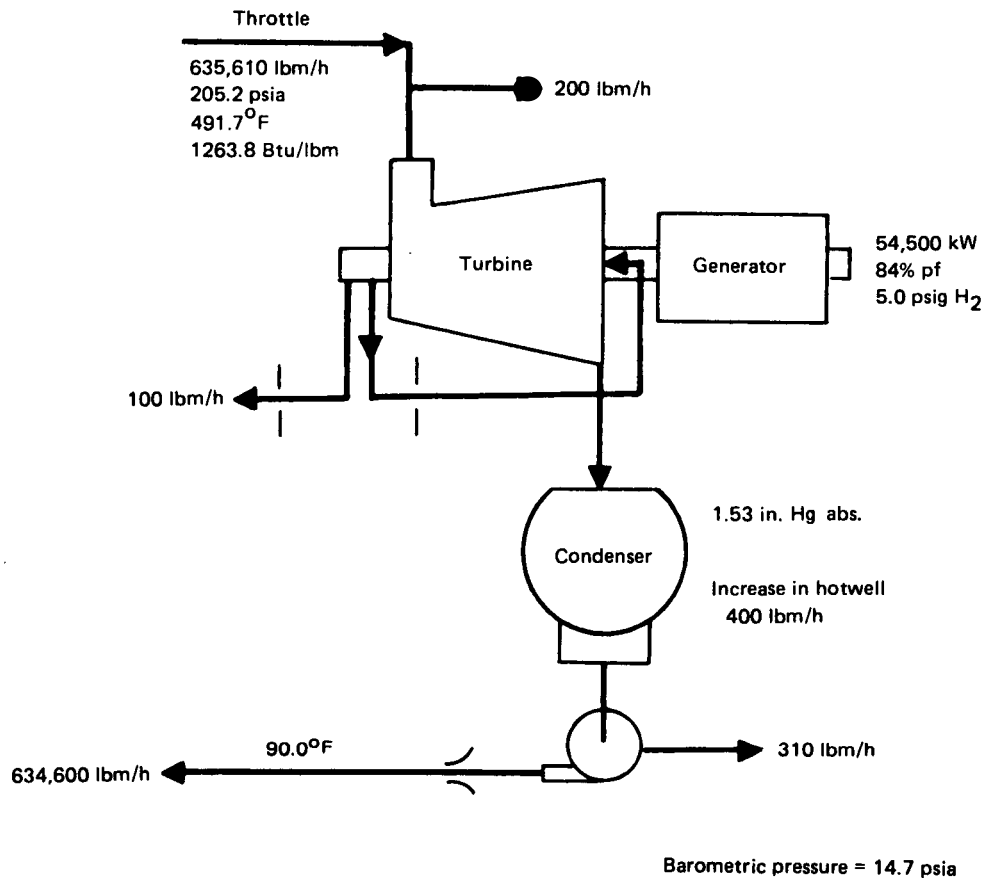 Throttle
635,610 lbm/h
205.2 psia
491.7°F
1263.8 Btu/lbm
200 lbm/h
Turbine
Generator
54,500 kW
84% pf
5.0 psig H₂
100 lbm/h
1.53 in. Hg abs.
Condenser
Increase in hotwell
400 lbm/h
90.0°F
310 lbm/h
634,600 lbm/h
Barometric pressure = 14.7 psia